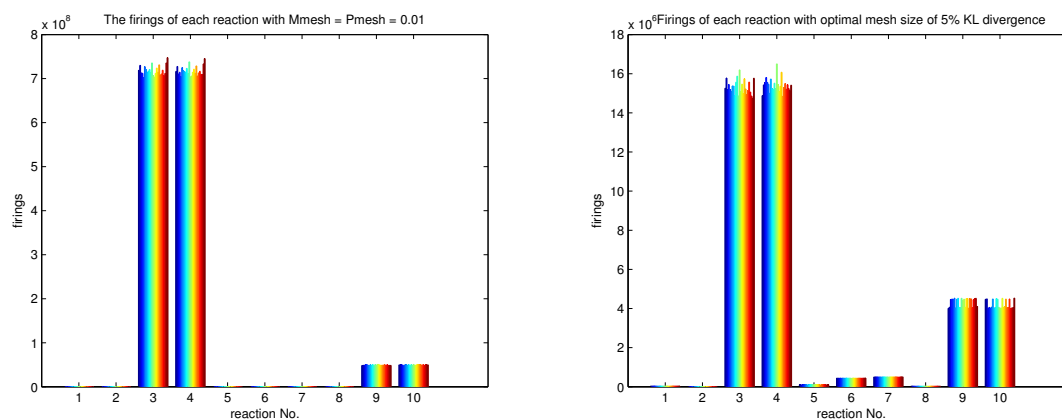 The firings of each reaction with Mmesh = Pmesh = 0.01
x 10^8
8
7
6
5
4
3
2
1
0
firings
1 2 3 4 5 6 7 8 9 10
reaction No.
x 10^6 Firings of each reaction with optimal mesh size of 5% KL divergence
18
16
14
12
10
8
6
4
2
0
firings
1 2 3 4 5 6 7 8 9 10
reaction No.